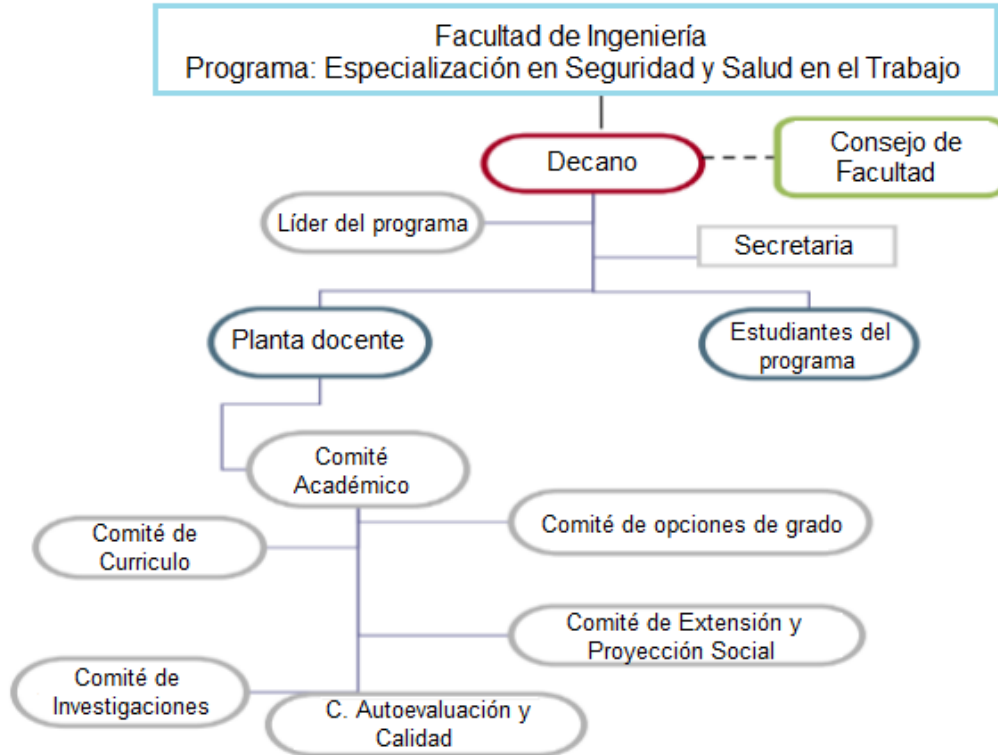 Facultad de Ingeniería
Programa: Especialización en Seguridad y Salud en el Trabajo
Decano
Consejo de
Facultad
Líder del programa
Secretaria
Planta docente
Estudiantes del
programa
Comité
Académico
Comité de
Curriculo
Comité de opciones de grado
Comité de Extensión y
Proyección Social
Comité de
Investigaciones
C. Autoevaluación y
Calidad